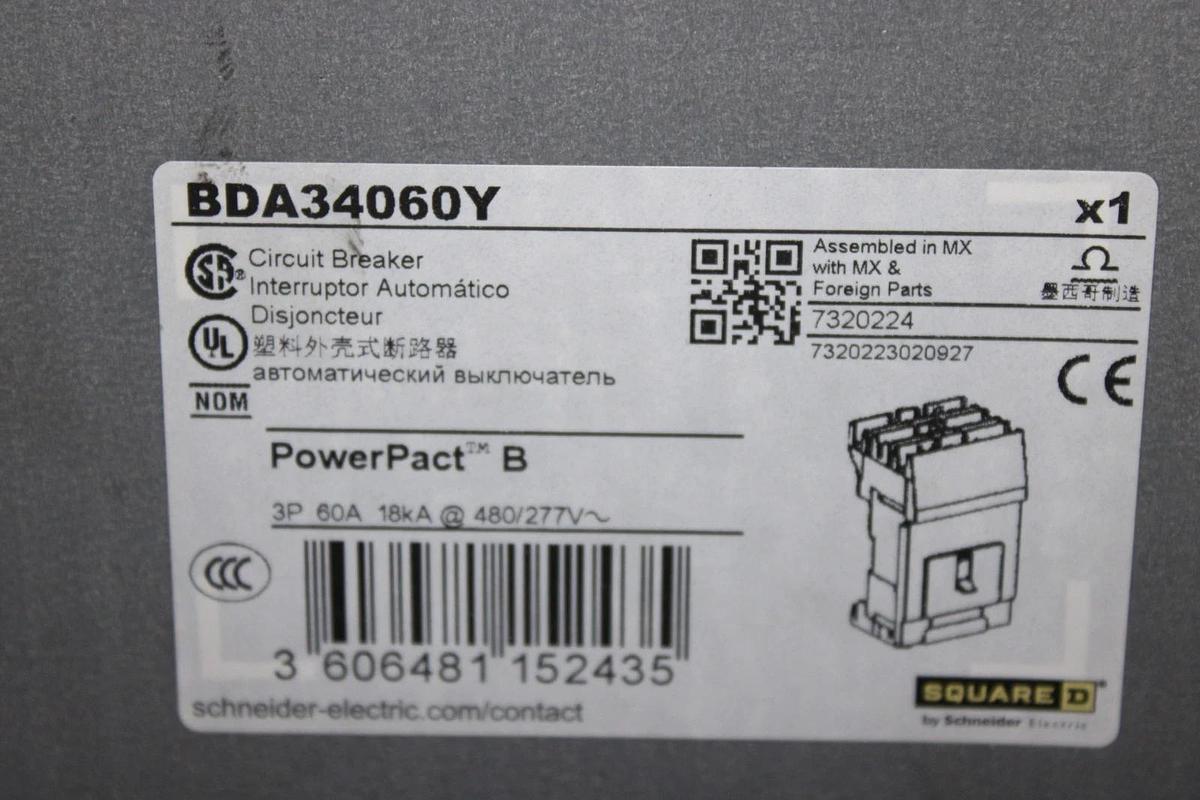 BDA34060Y
x1
SA®
Circuit Breaker
Interruptor Automático
Disjoncteur
UL
塑料外壳式断路器
автоматический выключатель
NOM
Assembled in MX
with MX &
Foreign Parts
墨西哥制造
7320224
7320223020927
CE
PowerPact™ B
3P 60A 18kA @ 480/277V~
CCC
3 606481 152435
schneider-electric.com/contact
SQUARE D
by Schneider Electric